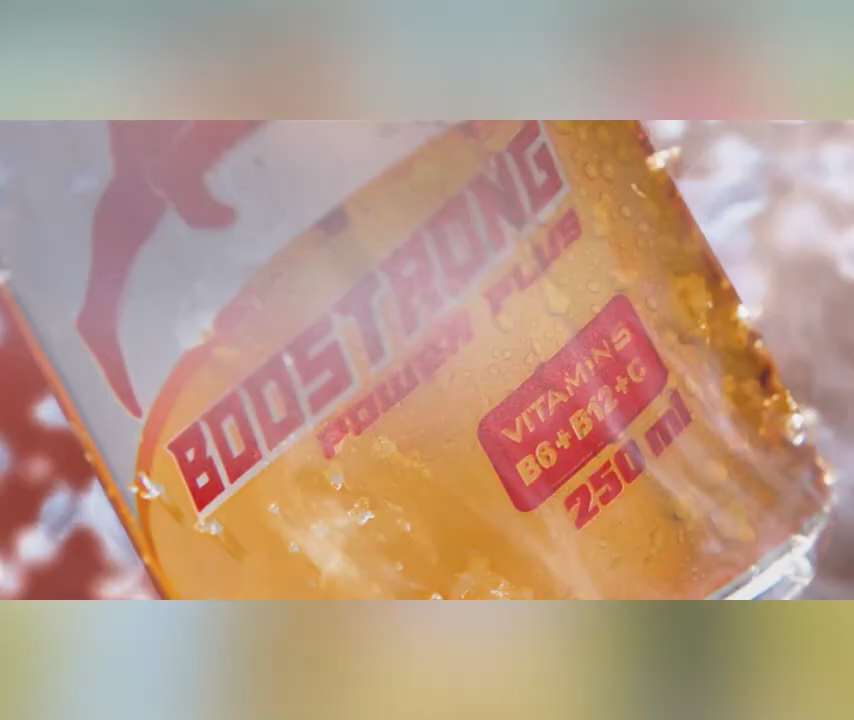 BOOSTRONG
POWER PLUS
VITAMINS
B6+B12+C
250 ml